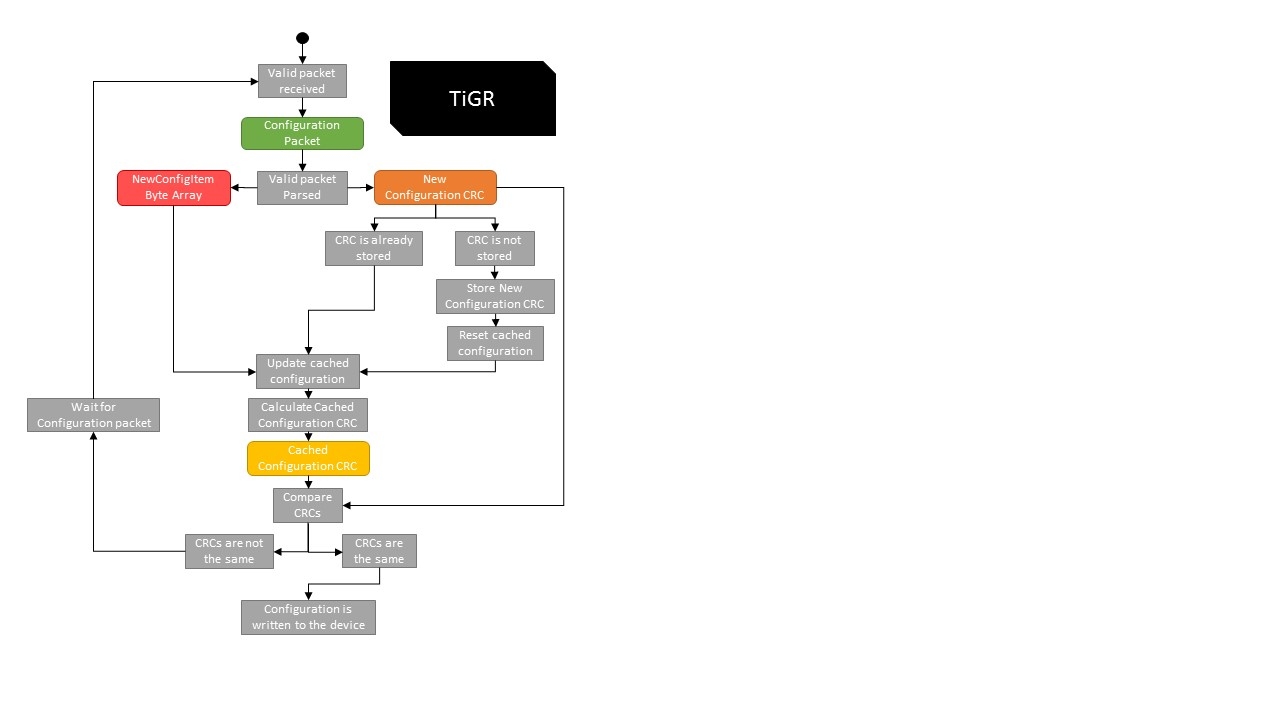 Valid packet
received
TiGR
Configuration
Packet
NewConfigItem
Byte Array
Valid packet
Parsed
New
Configuration CRC
CRC is already
stored
CRC is not
stored
Store New
Configuration CRC
Reset cached
configuration
Update cached
configuration
Wait for
Configuration packet
Calculate Cached
Configuration CRC
Cached
Configuration CRC
Compare
CRCs
CRCs are not
the same
CRCs are
the same
Configuration is
written to the device